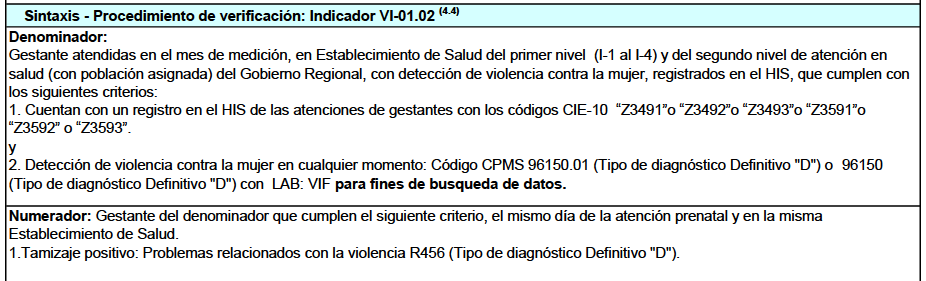 Sintaxis - Procedimiento de verificación: Indicador VI-01.02 (4.4)
Denominador:
Gestante atendidas en el mes de medición, en Establecimiento de Salud del primer nivel (I-1 al I-4) y del segundo nivel de atención en
salud (con población asignada) del Gobierno Regional, con detección de violencia contra la mujer, registrados en el HIS, que cumplen con
los siguientes criterios:
1. Cuentan con un registro en el HIS de las atenciones de gestantes con los códigos CIE-10 “Z3491”o “Z3492”o “Z3493”o “Z3591”o
“Z3592” o “Z3593”.
y
2. Detección de violencia contra la mujer en cualquier momento: Código CPMS 96150.01 (Tipo de diagnóstico Definitivo "D") o 96150
(Tipo de diagnóstico Definitivo "D") con LAB: VIF para fines de busqueda de datos.
Numerador: Gestante del denominador que cumplen el siguiente criterio, el mismo día de la atención prenatal y en la misma
Establecimiento de Salud.
1.Tamizaje positivo: Problemas relacionados con la violencia R456 (Tipo de diagnóstico Definitivo "D").